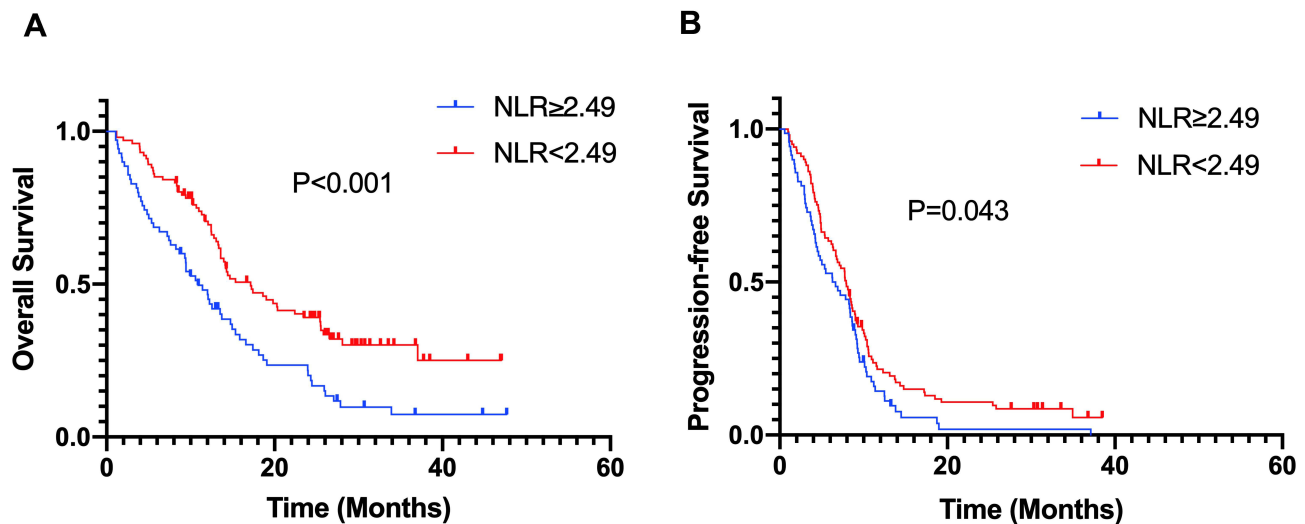 A
NLR≥2.49
NLR<2.49
P<0.001
Overall Survival
1.0
0.5
0.0
0
20
40
60
Time (Months)
B
NLR≥2.49
NLR<2.49
P=0.043
Progression-free Survival
1.0
0.5
0.0
0
20
40
60
Time (Months)